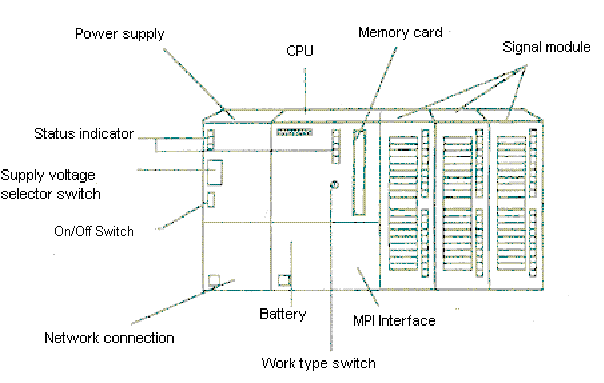 Power supply
CPU
Memory card
Signal module
Status indicator
Supply voltage
selector switch
On/Off Switch
Network connection
Battery
MPI Interface
Work type switch